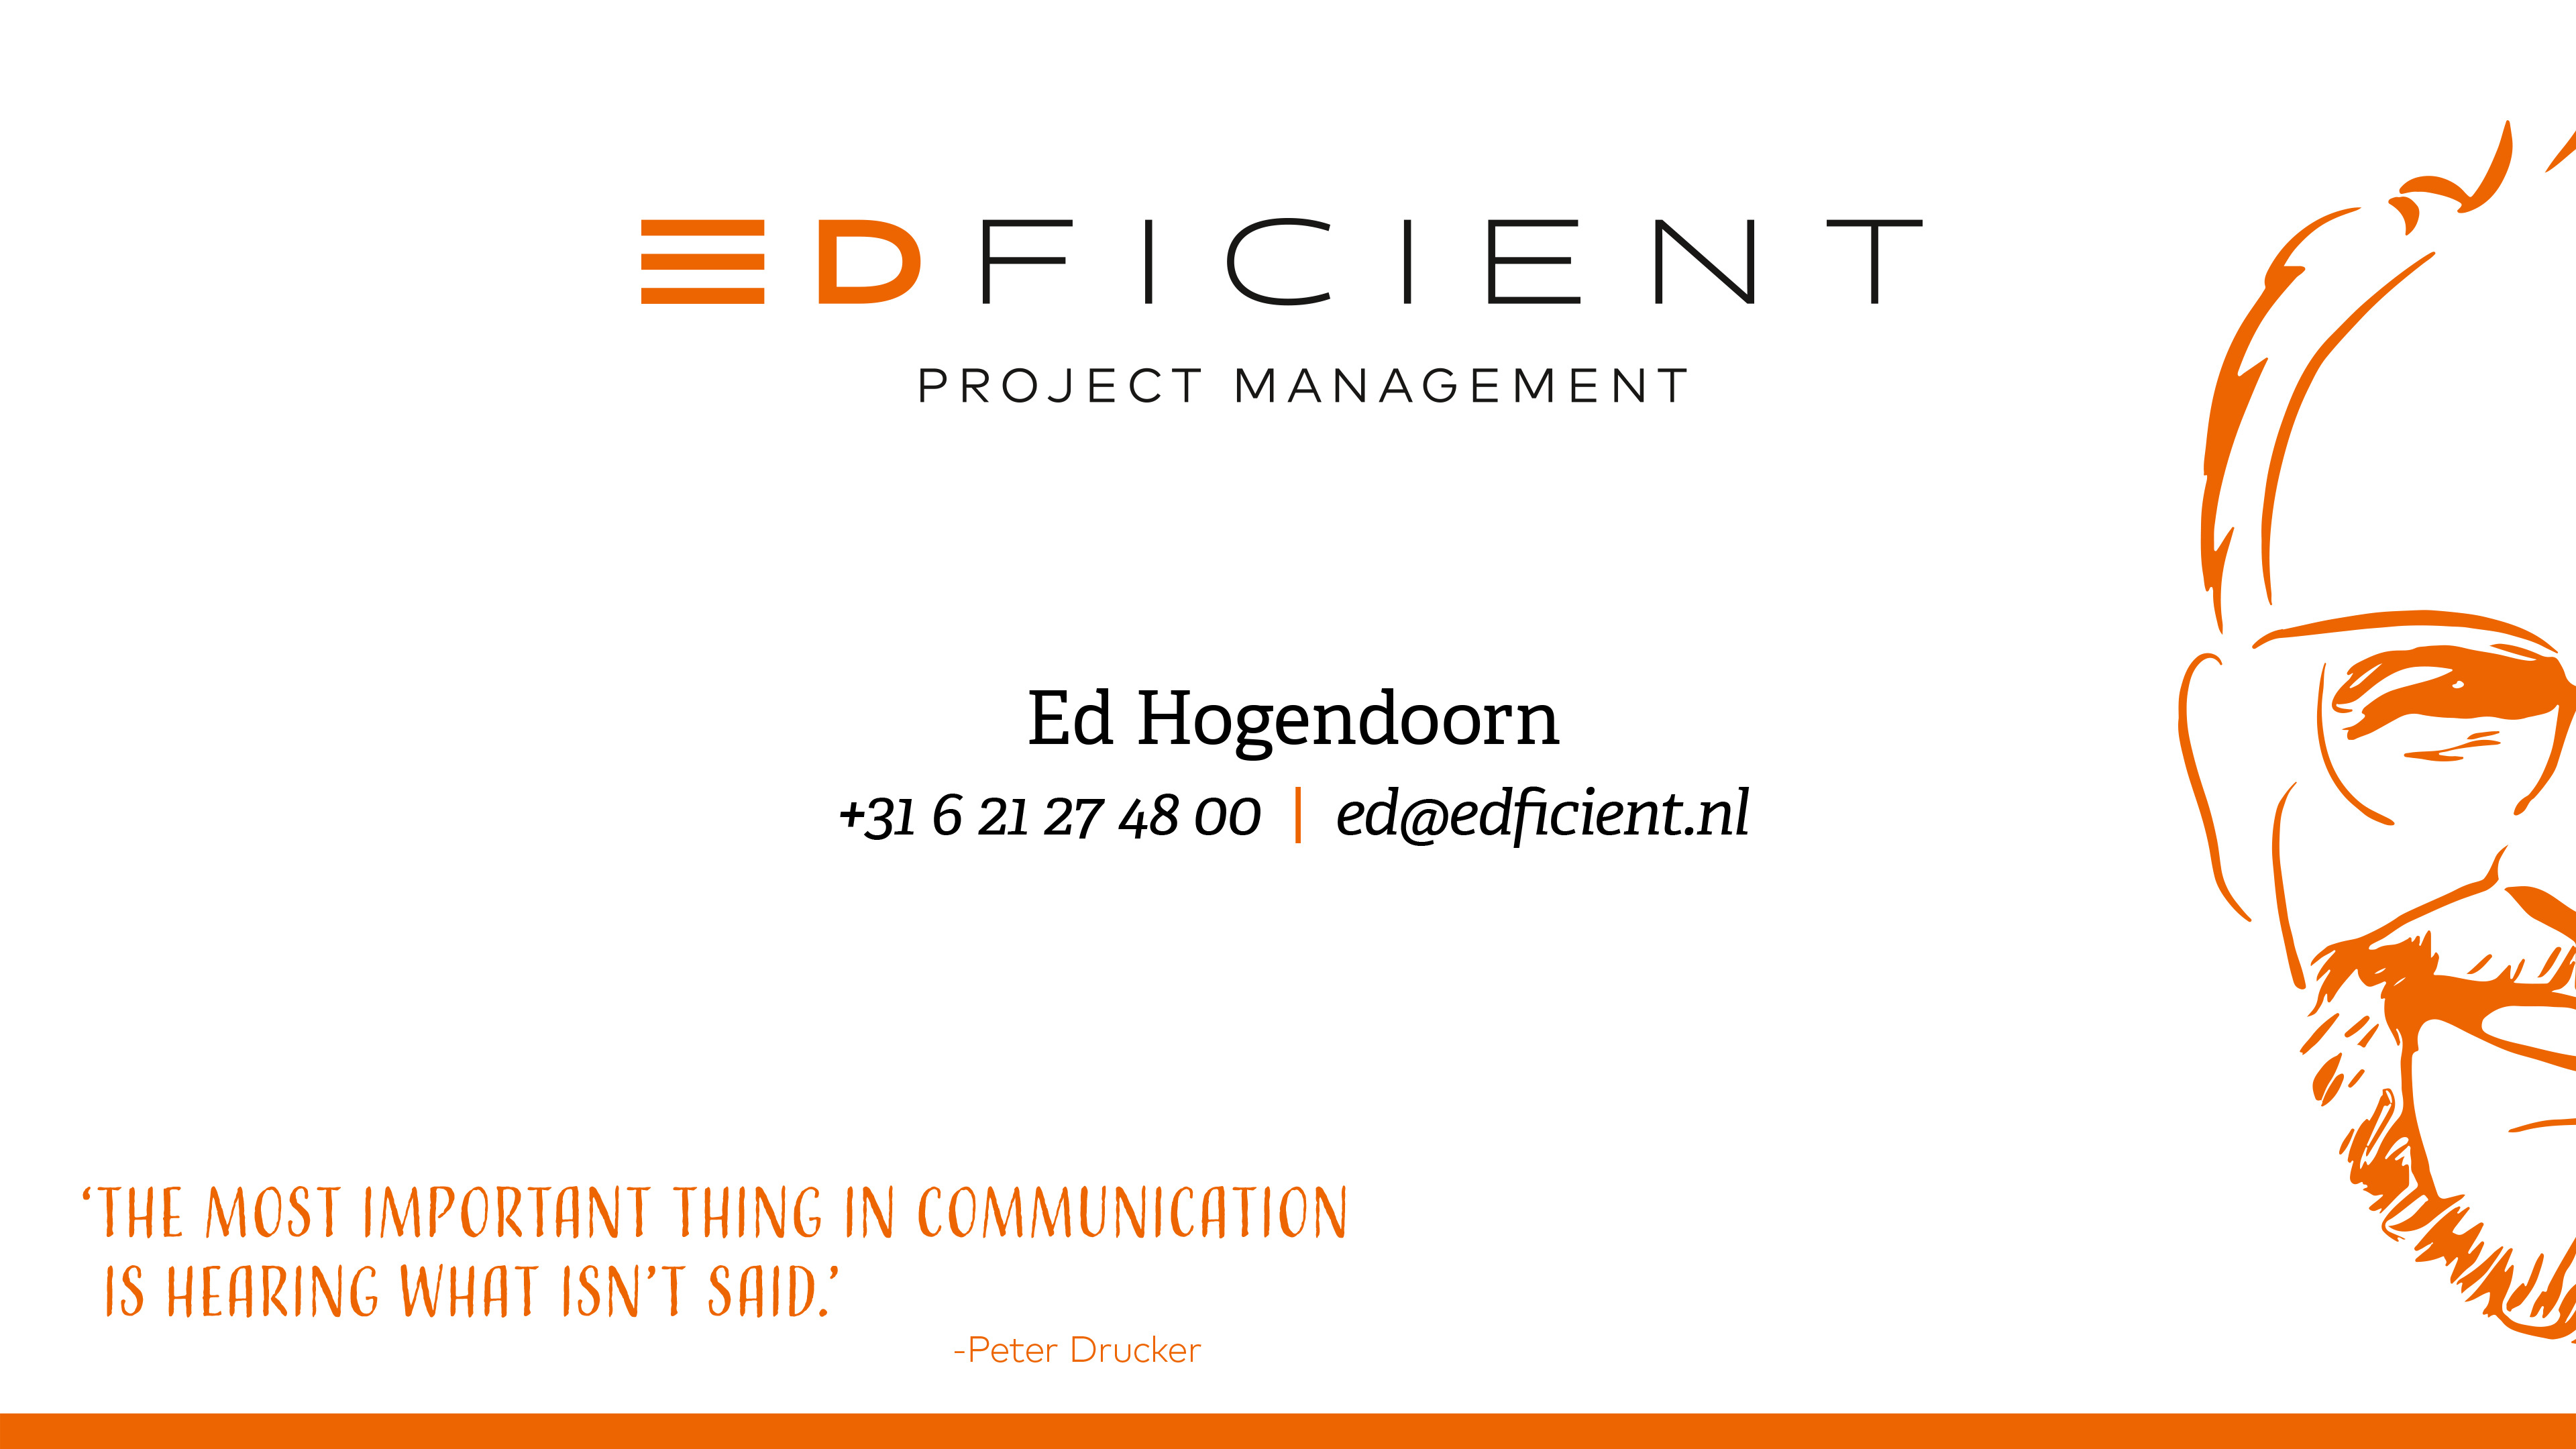 EDFICIENT
PROJECT MANAGEMENT
Ed Hogendoorn
+31 6 21 27 48 00 | ed@edficient.nl
‘THE MOST IMPORTANT THING IN COMMUNICATION
IS HEARING WHAT ISN’T SAID.’
-Peter Drucker